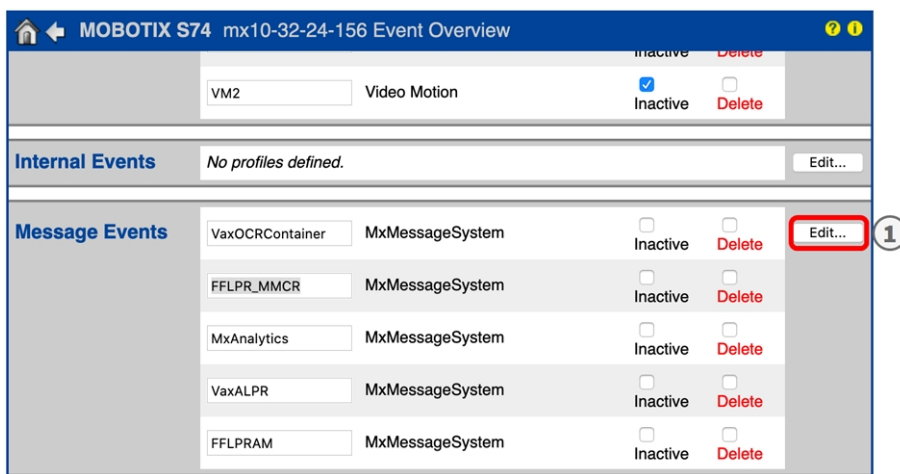 MOBOTIX S74 mx10-32-24-156 Event Overview ? i
Inactive Delete
VM2 Video Motion
Inactive Delete
Internal Events No profiles defined. Edit...
Message Events VaxOCRContainer MxMessageSystem Edit... 1
Inactive Delete
FFLPR_MMCR MxMessageSystem
Inactive Delete
MxAnalytics MxMessageSystem
Inactive Delete
VaxALPR MxMessageSystem
Inactive Delete
FFLPRAM MxMessageSystem
Inactive Delete